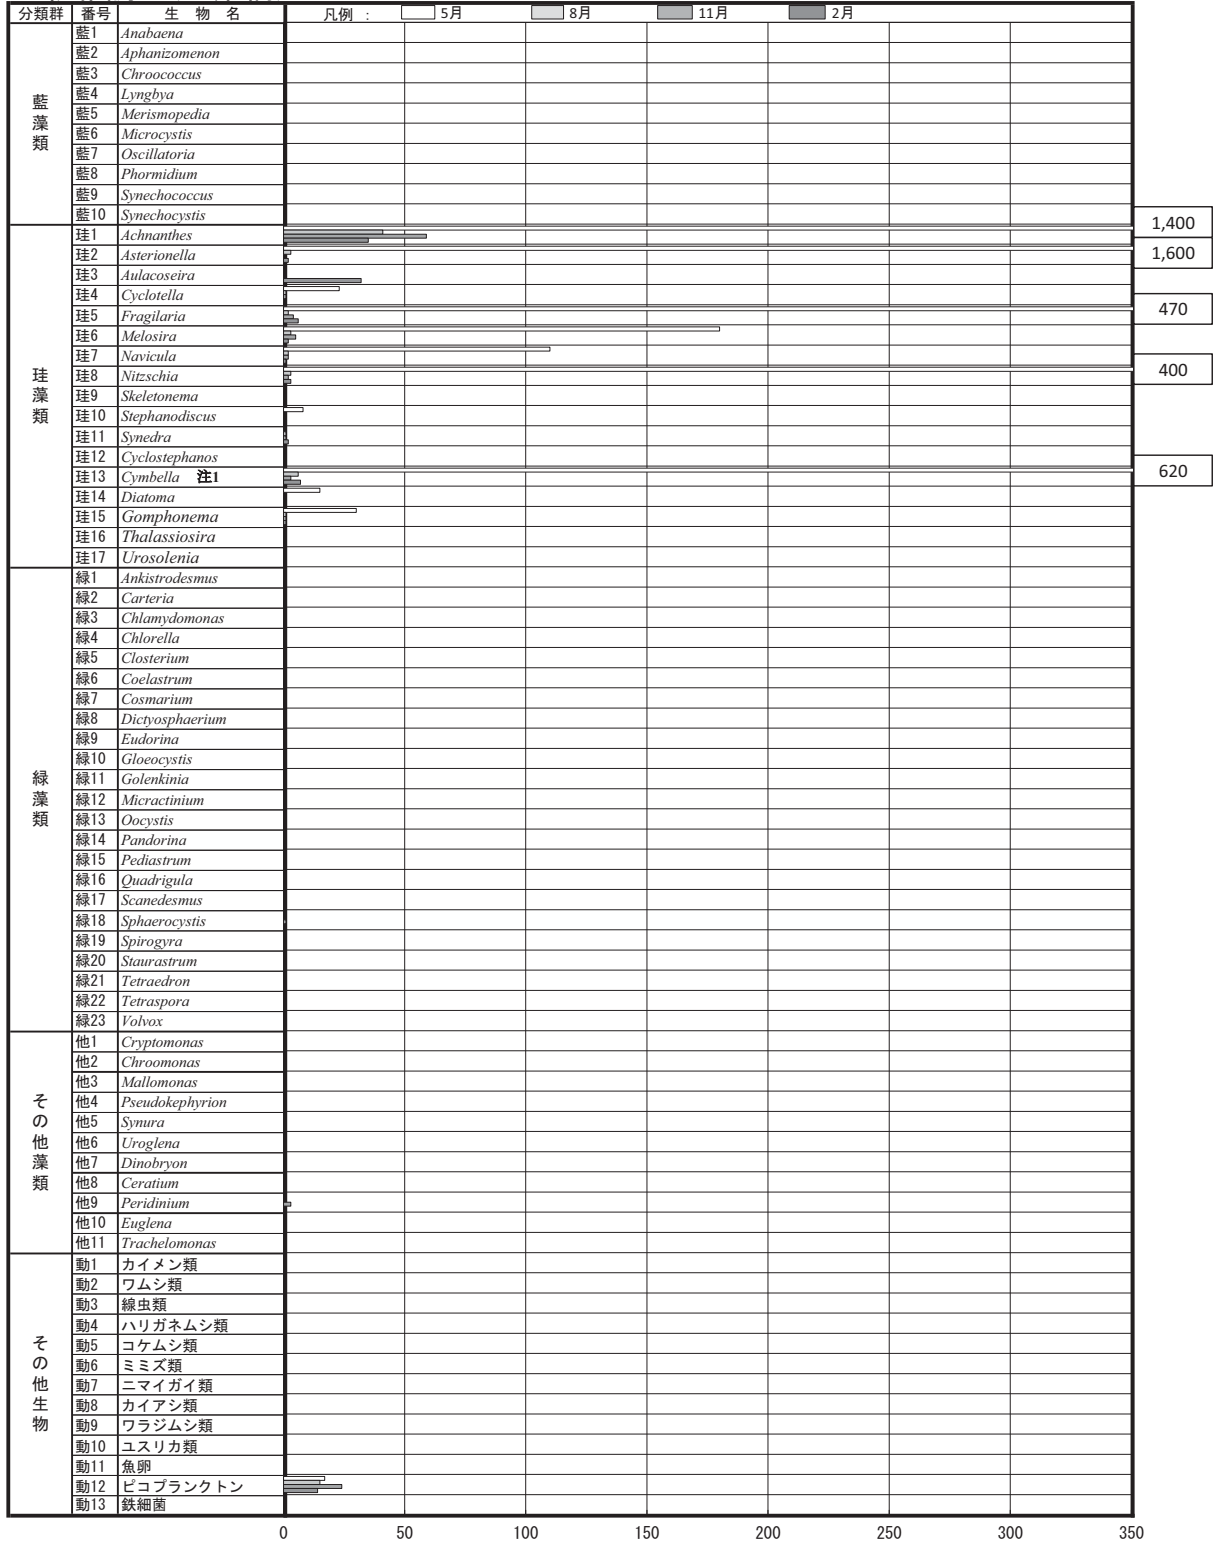 分類群 番号 生 物 名 凡例 : 5月 8月 11月 2月
藍藻類
藍1 Anabaena
藍2 Aphanizomenon
藍3 Chroococcus
藍4 Lyngbya
藍5 Merismopedia
藍6 Microcystis
藍7 Oscillatoria
藍8 Phormidium
藍9 Synechococcus
藍10 Synechocystis
珪藻類
珪1 Achnanthes 1,400
珪2 Asterionella 1,600
珪3 Aulacoseira
珪4 Cyclotella
珪5 Fragilaria 470
珪6 Melosira
珪7 Navicula
珪8 Nitzschia 400
珪9 Skeletonema
珪10 Stephanodiscus
珪11 Synedra
珪12 Cyclostephanos
珪13 Cymbella 注1 620
珪14 Diatoma
珪15 Gomphonema
珪16 Thalassiosira
珪17 Urosolenia
緑藻類
緑1 Ankistrodesmus
緑2 Carteria
緑3 Chlamydomonas
緑4 Chlorella
緑5 Closterium
緑6 Coelastrum
緑7 Cosmarium
緑8 Dictyosphaerium
緑9 Eudorina
緑10 Gloeocystis
緑11 Golenkinia
緑12 Micractinium
緑13 Oocystis
緑14 Pandorina
緑15 Pediastrum
緑16 Quadrigula
緑17 Scanedesmus
緑18 Sphaerocystis
緑19 Spirogyra
緑20 Staurastrum
緑21 Tetraedron
緑22 Tetraspora
緑23 Volvox
その他藻類
他1 Cryptomonas
他2 Chroomonas
他3 Mallomonas
他4 Pseudokephyrion
他5 Synura
他6 Uroglena
他7 Dinobryon
他8 Ceratium
他9 Peridinium
他10 Euglena
他11 Trachelomonas
その他生物
動1 カイメン類
動2 ワムシ類
動3 線虫類
動4 ハリガネムシ類
動5 コケムシ類
動6 ミミズ類
動7 ニマイガイ類
動8 カイアシ類
動9 ワラジムシ類
動10 ユスリカ類
動11 魚卵
動12 ピコプランクトン
動13 鉄細菌
0 50 100 150 200 250 300 350